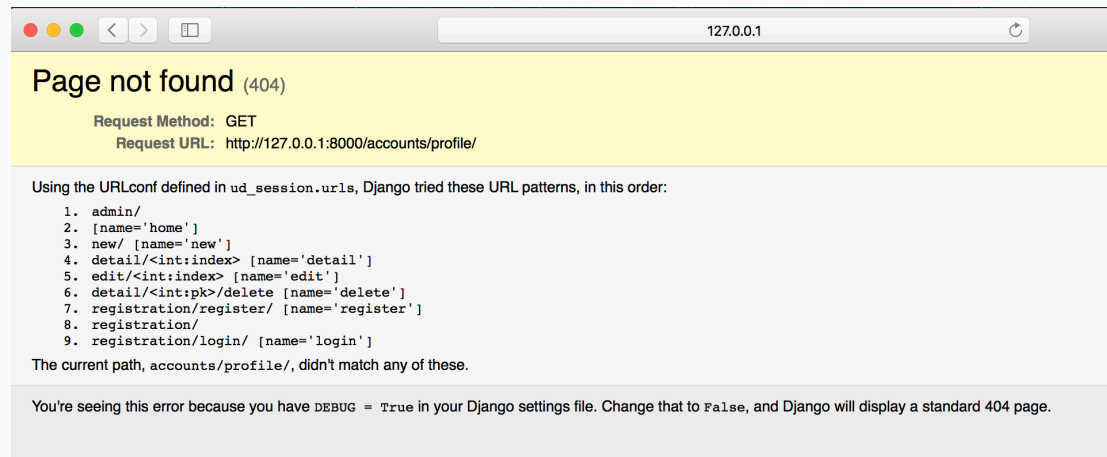 127.0.0.1
Page not found (404)
Request Method: GET
Request URL: http://127.0.0.1:8000/accounts/profile/
Using the URLconf defined in ud_session.urls, Django tried these URL patterns, in this order:
1. admin/
2. [name='home']
3. new/ [name='new']
4. detail/<int:index> [name='detail']
5. edit/<int:index> [name='edit']
6. detail/<int:pk>/delete [name='delete']
7. registration/register/ [name='register']
8. registration/
9. registration/login/ [name='login']
The current path, accounts/profile/, didn't match any of these.
You're seeing this error because you have DEBUG = True in your Django settings file. Change that to False, and Django will display a standard 404 page.